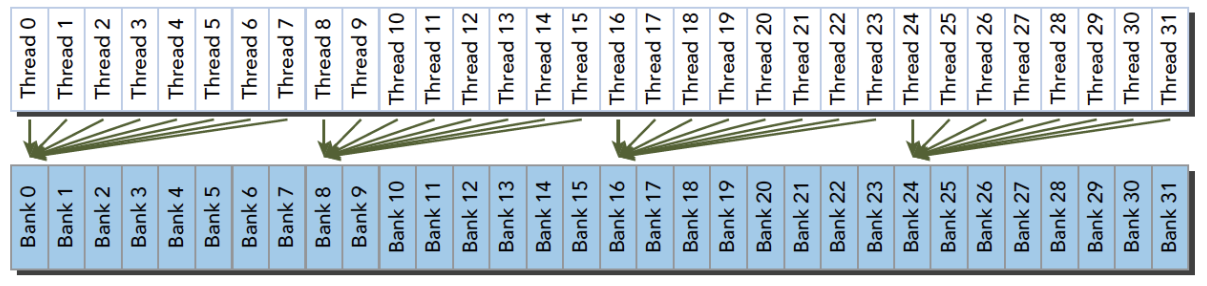 Thread 0
Thread 1
Thread 2
Thread 3
Thread 4
Thread 5
Thread 6
Thread 7
Thread 8
Thread 9
Thread 10
Thread 11
Thread 12
Thread 13
Thread 14
Thread 15
Thread 16
Thread 17
Thread 18
Thread 19
Thread 20
Thread 21
Thread 22
Thread 23
Thread 24
Thread 25
Thread 26
Thread 27
Thread 28
Thread 29
Thread 30
Thread 31
Bank 0
Bank 1
Bank 2
Bank 3
Bank 4
Bank 5
Bank 6
Bank 7
Bank 8
Bank 9
Bank 10
Bank 11
Bank 12
Bank 13
Bank 14
Bank 15
Bank 16
Bank 17
Bank 18
Bank 19
Bank 20
Bank 21
Bank 22
Bank 23
Bank 24
Bank 25
Bank 26
Bank 27
Bank 28
Bank 29
Bank 30
Bank 31